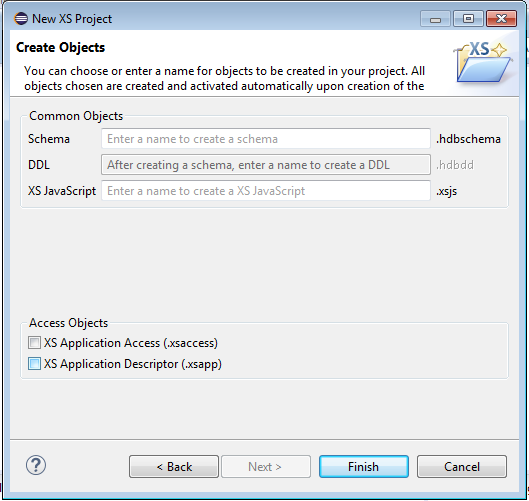 New XS Project
Create Objects
XS
You can choose or enter a name for objects to be created in your project. All
objects chosen are created and activated automatically upon creation of the
Common Objects
Schema Enter a name to create a schema .hdbschema
DDL After creating a schema, enter a name to create a DDL .hdbdd
XS JavaScript Enter a name to create a XS JavaScript .xsjs
Access Objects
XS Application Access (.xsaccess)
XS Application Descriptor (.xsapp)
? < Back Next > Finish Cancel